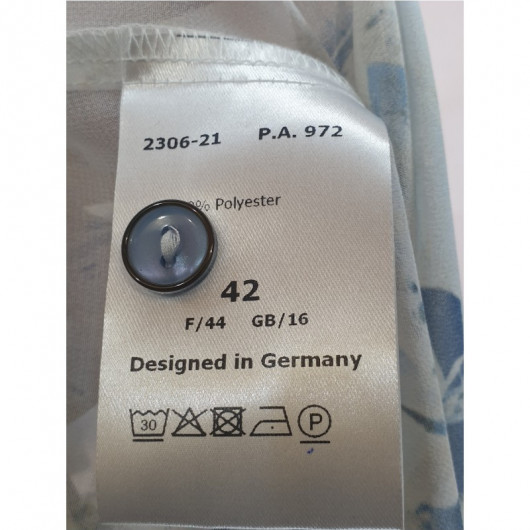 2306-21 P.A. 972
% Polyester
42
F/44 GB/16
Designed in Germany
30
P